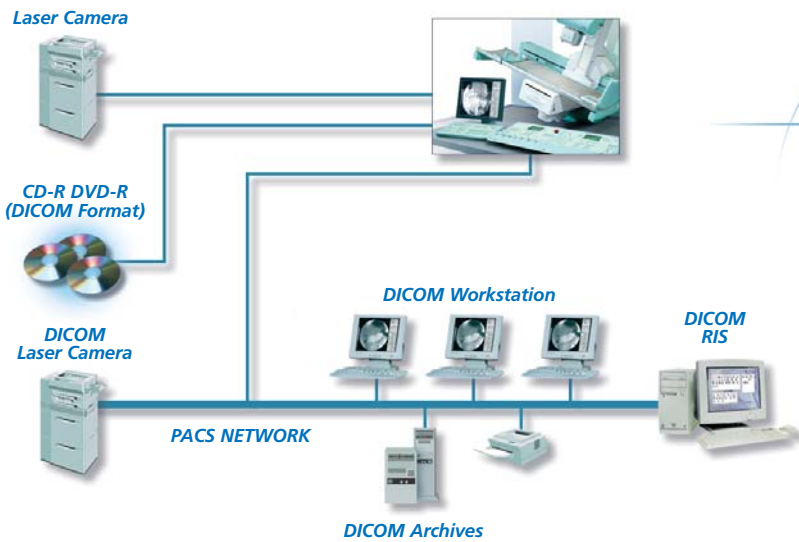 Laser Camera
CD-R DVD-R
(DICOM Format)
DICOM Workstation
DICOM
RIS
DICOM
Laser Camera
PACS NETWORK
DICOM Archives